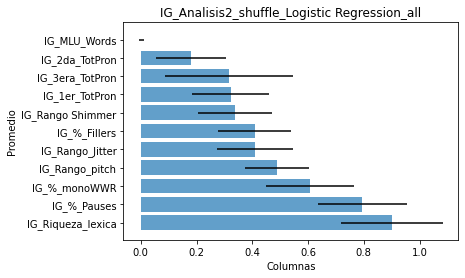 IG_Analisis2_shuffle_Logistic Regression_all
IG_MLU_Words
IG_2da_TotPron
IG_3era_TotPron
IG_1er_TotPron
IG_Rango Shimmer
IG_%_Fillers
IG_Rango_Jitter
IG_Rango_pitch
IG_%_monoWWR
IG_%_Pauses
IG_Riqueza_lexica
Promedio
0.0 0.2 0.4 0.6 0.8 1.0
Columnas